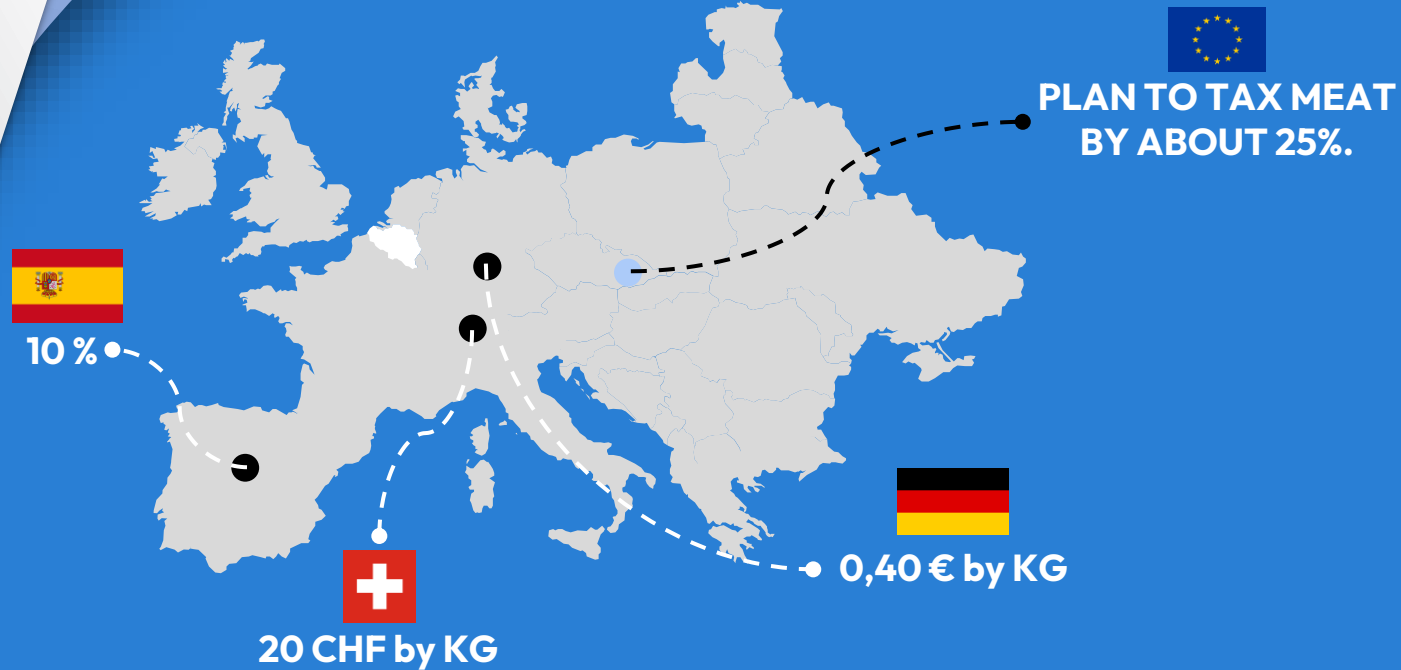 PLAN TO TAX MEAT
BY ABOUT 25%.
10 %
0,40 € by KG
20 CHF by KG